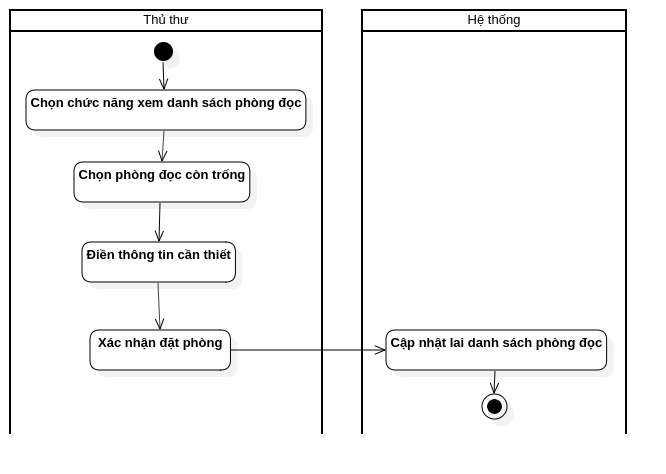 Thủ thư
Hệ thống
Chọn chức năng xem danh sách phòng đọc
Chọn phòng đọc còn trống
Điền thông tin cần thiết
Xác nhận đặt phòng
Cập nhật lai danh sách phòng đọc